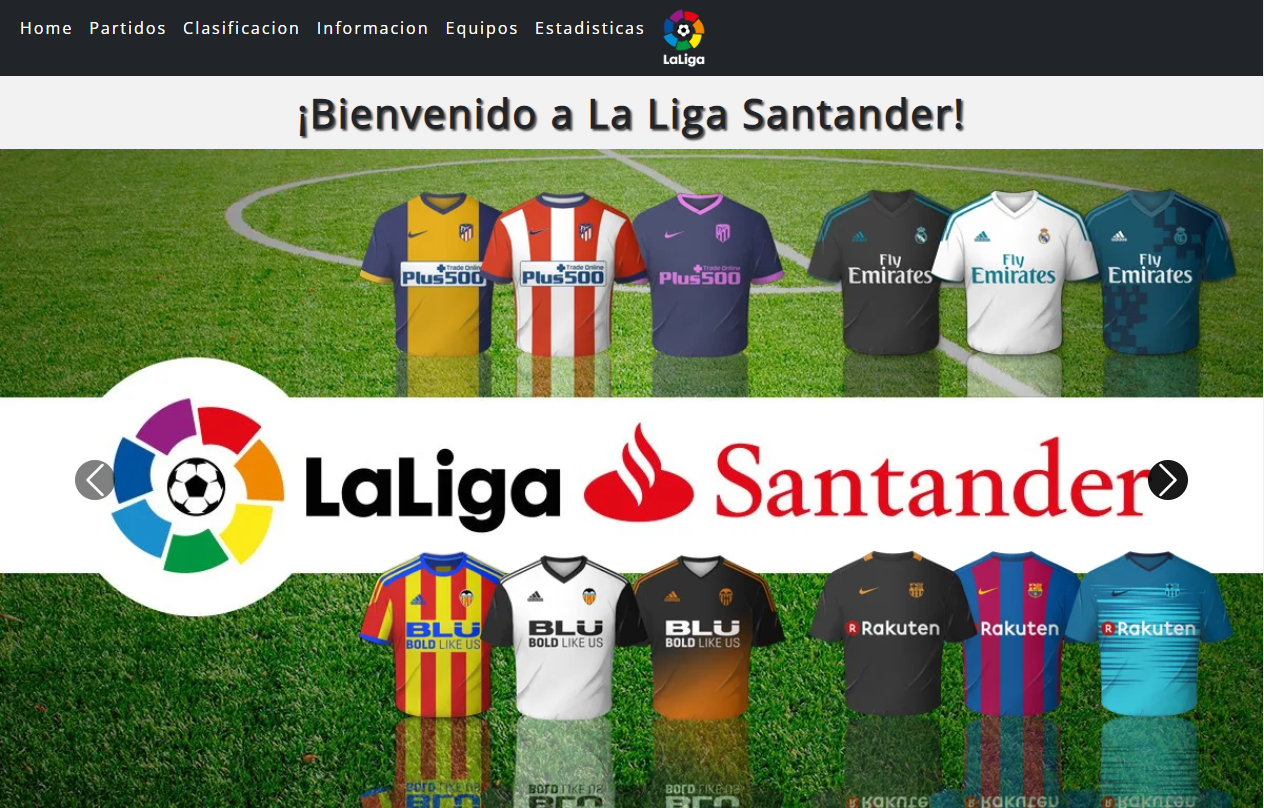 Home Partidos Clasificacion Informacion Equipos Estadisticas
LaLiga
¡Bienvenido a La Liga Santander!
Trade Online
Plus500
Trade Online
Plus500
Trade Online
Plus500
Fly
Emirates
Fly
Emirates
Fly
Emirates
LaLiga Santander
BLU
BOLD LIKE US
BLU
BOLD LIKE US
BLU
BOLD LIKE US
R Rakuten
Rakuten
R Rakuten